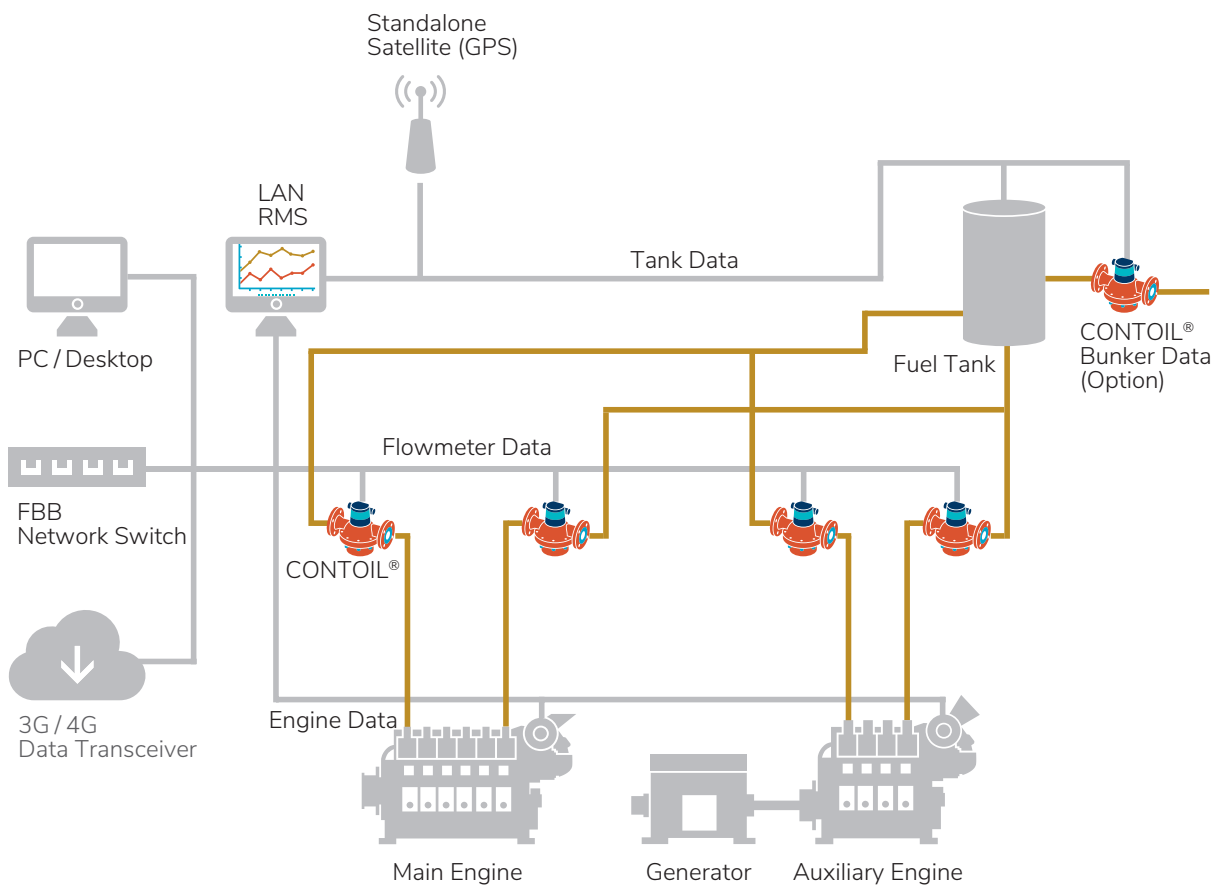 Standalone
Satellite (GPS)
LAN
RMS
Tank Data
PC / Desktop
Fuel Tank
CONTOIL®
Bunker Data
(Option)
Flowmeter Data
FBB
Network Switch
CONTOIL®
3G / 4G
Data Transceiver
Engine Data
Main Engine
Generator
Auxiliary Engine